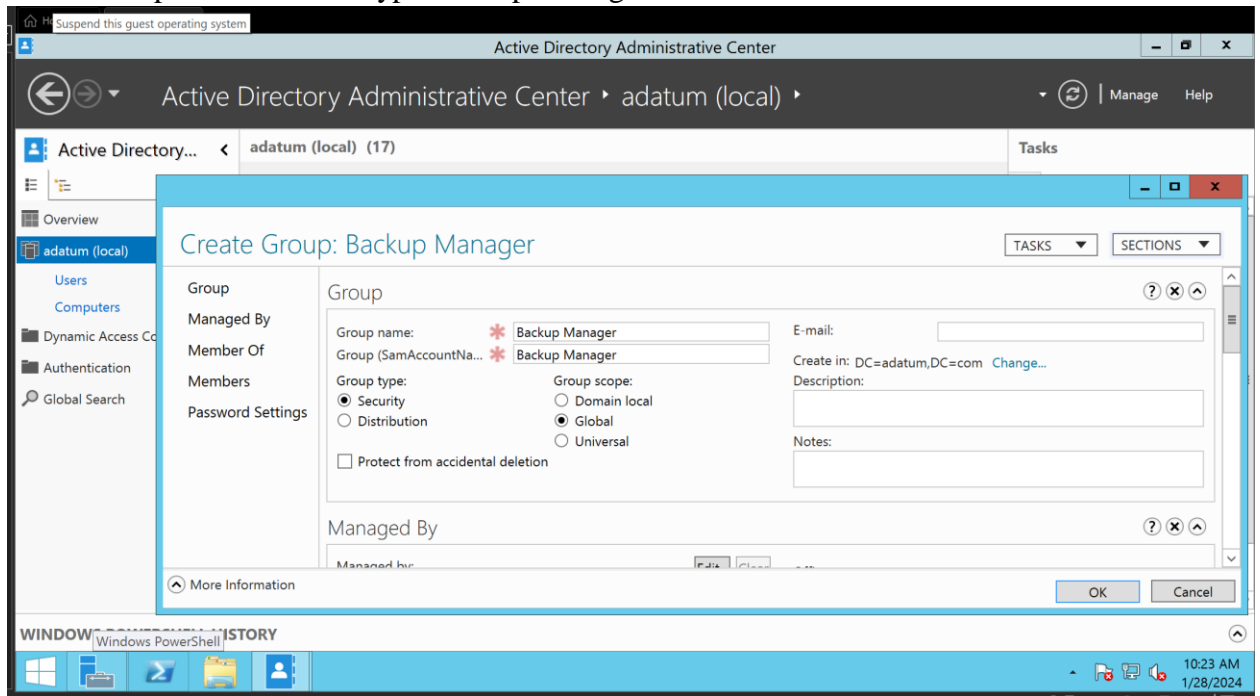 Suspend this guest operating system
Active Directory Administrative Center
Active Directory Administrative Center ‣ adatum (local) ‣
Manage Help
Active Directory...
adatum (local) (17)
Tasks
Overview
adatum (local)
Users
Computers
Dynamic Access Co
Authentication
Global Search
Create Group: Backup Manager
TASKS
SECTIONS
Group
Managed By
Member Of
Members
Password Settings
Group
Group name: Backup Manager
Group (SamAccountNa... Backup Manager
Group type:
Security
Distribution
Group scope:
Domain local
Global
Universal
Protect from accidental deletion
E-mail:
Create in: DC=adatum,DC=com Change...
Description:
Notes:
Managed By
Managed by:
Edit...
More Information
OK Cancel
WINDOWS
Windows PowerShell
10:23 AM
1/28/2024